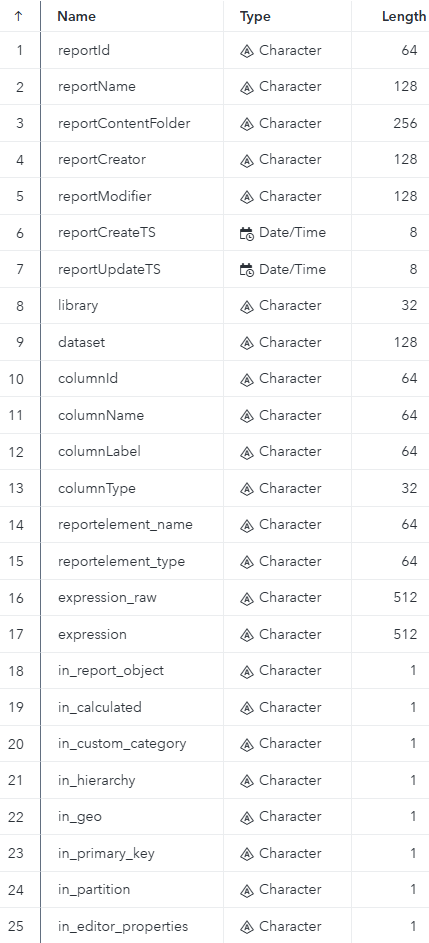 ↑ Name Type Length
1 reportId Character 64
2 reportName Character 128
3 reportContentFolder Character 256
4 reportCreator Character 128
5 reportModifier Character 128
6 reportCreateTS Date/Time 8
7 reportUpdateTS Date/Time 8
8 library Character 32
9 dataset Character 128
10 columnId Character 64
11 columnName Character 64
12 columnLabel Character 64
13 columnType Character 32
14 reportelement_name Character 64
15 reportelement_type Character 64
16 expression_raw Character 512
17 expression Character 512
18 in_report_object Character 1
19 in_calculated Character 1
20 in_custom_category Character 1
21 in_hierarchy Character 1
22 in_geo Character 1
23 in_primary_key Character 1
24 in_partition Character 1
25 in_editor_properties Character 1